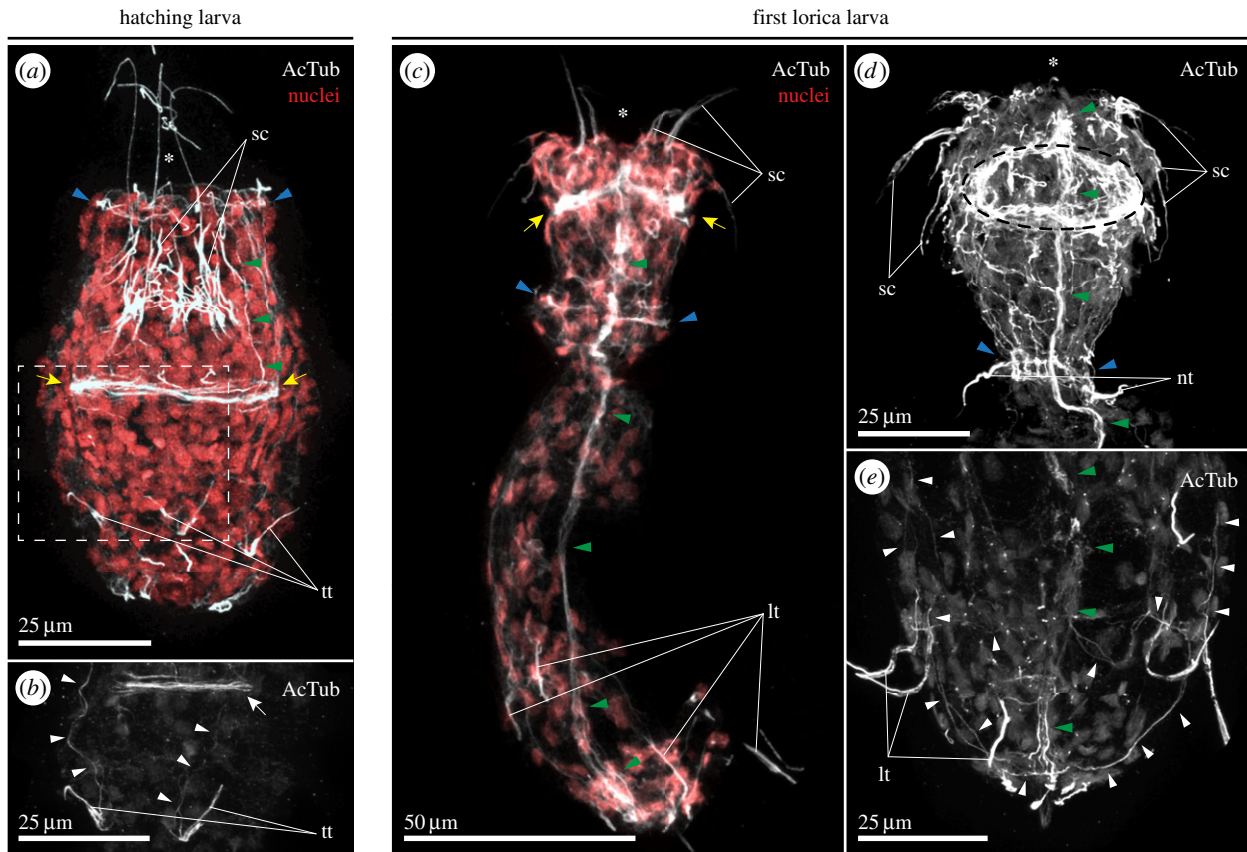 hatching larva
first lorica larva
(a)
AcTub
nuclei
sc
*
tt
25 µm
(b)
AcTub
tt
25 µm
(c)
AcTub
nuclei
*
sc
lt
50 µm
(d)
*
AcTub
sc
sc
nt
25 µm
(e)
AcTub
lt
25 µm